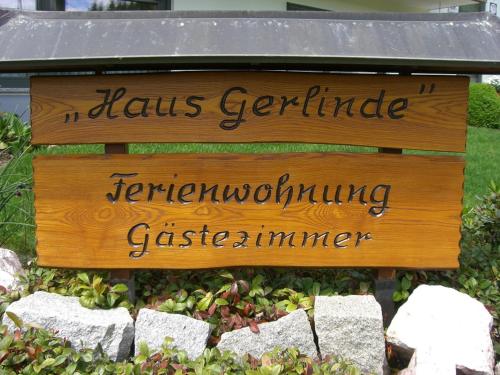 „Haus Gerlinde"
Ferienwohnung
Gästezimmer